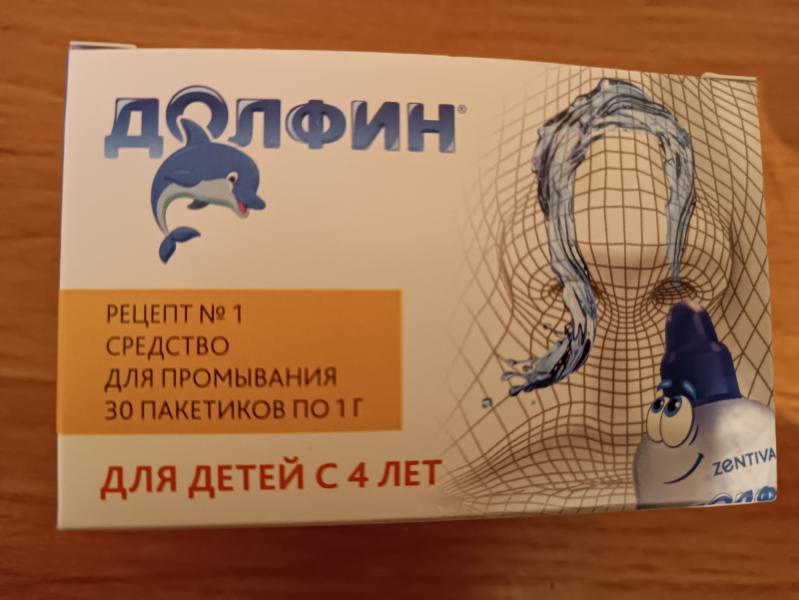 ДОЛФИН®
РЕЦЕПТ № 1
СРЕДСТВО
ДЛЯ ПРОМЫВАНИЯ
30 ПАКЕТИКОВ ПО 1 Г
ДЛЯ ДЕТЕЙ С 4 ЛЕТ
ZENTIVA